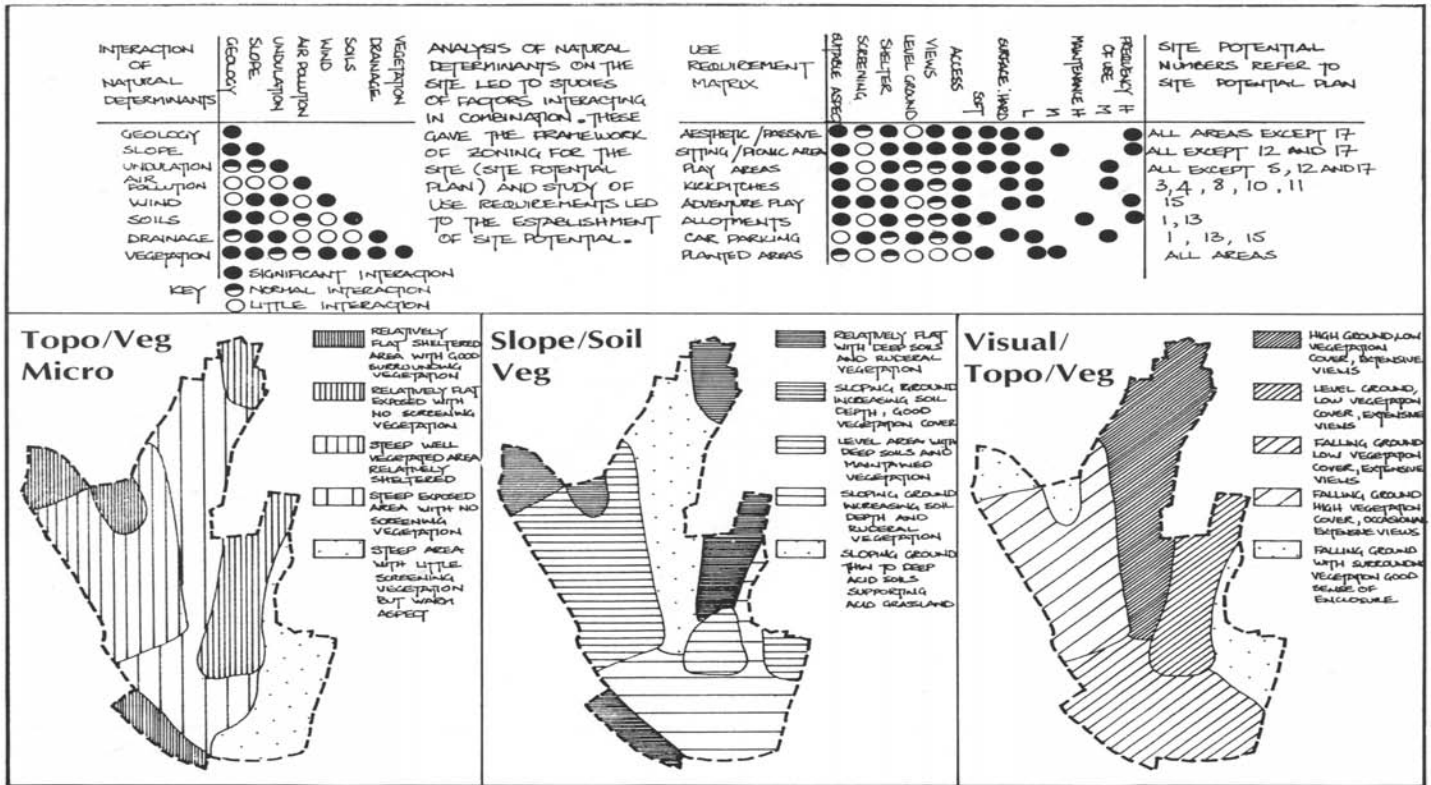 INTERACTION
OF
NATURAL
DETERMINANTS
GEOLOGY
SLOPE
UNDULATION
AIR POLLUTION
WIND
SOILS
DRAINAGE
VEGETATION
GEOLOGY
SLOPE
UNDULATION
AIR
POLLUTION
WIND
SOILS
DRAINAGE
VEGETATION
KEY
SIGNIFICANT INTERACTION
NORMAL INTERACTION
LITTLE INTERACTION
ANALYSIS OF NATURAL
DETERMINANTS ON THE
SITE LED TO STUDIES
OF FACTORS INTERACTING
IN COMBINATION. THESE
GAVE THE FRAMEWORK
OF ZONING FOR THE
SITE (SITE POTENTIAL
PLAN) AND STUDY OF
USE REQUIREMENTS LED
TO THE ESTABLISHMENT
OF SITE POTENTIAL.
USE
REQUIREMENT
MATRIX
SUITABLE ASPECT
SCREENING
SHELTER
LEVEL GROUND
VIEWS
ACCESS
SOFT
SURFACE: HARD
L
M
MAINTENANCE H
M
FREQUENCY
OF USE
H
SITE POTENTIAL
NUMBERS REFER TO
SITE POTENTIAL PLAN
AESTHETIC / PASSIVE
ALL AREAS EXCEPT 17
SITTING / PICNIC AREA
ALL EXCEPT 12 AND 17
PLAY AREAS
ALL EXCEPT 5, 12 AND 17
KICKPITCHES
3, 4, 8, 10, 11
ADVENTURE PLAY
15
ALLOTMENTS
1, 13
CAR PARKING
1, 13, 15
PLANTED AREAS
ALL AREAS
Topo/Veg
Micro
RELATIVELY
FLAT SHELTERED
AREA WITH GOOD
SURROUNDING
VEGETATION
RELATIVELY FLAT
EXPOSED WITH
NO SCREENING
VEGETATION
STEEP WELL
VEGETATED AREA
RELATIVELY
SHELTERED
STEEP EXPOSED
AREA WITH NO
SCREENING
VEGETATION
STEEP AREA
WITH LITTLE
SCREENING
VEGETATION
BUT WARM
ASPECT
Slope/Soil
Veg
RELATIVELY FLAT
WITH DEEP SOILS
AND RUDERAL
VEGETATION
SLOPING GROUND
INCREASING SOIL
DEPTH, GOOD
VEGETATION COVER
LEVEL AREA WITH
DEEP SOILS AND
MAINTAINED
VEGETATION
SLOPING GROUND
INCREASING SOIL
DEPTH AND
RUDERAL
VEGETATION
SLOPING GROUND
THIN TO DEEP
ACID SOILS
SUPPORTING
ACID GRASSLAND
Visual/
Topo/Veg
HIGH GROUND, LOW
VEGETATION
COVER, EXTENSIVE
VIEWS
LEVEL GROUND,
LOW VEGETATION
COVER, EXTENSIVE
VIEWS
FALLING GROUND
LOW VEGETATION
COVER, EXTENSIVE
VIEWS
FALLING GROUND
HIGH VEGETATION
COVER, OCCASIONAL
EXTENSIVE VIEWS
FALLING GROUND
WITH SURROUNDING
VEGETATION GOOD
SENSE OF
ENCLOSURE